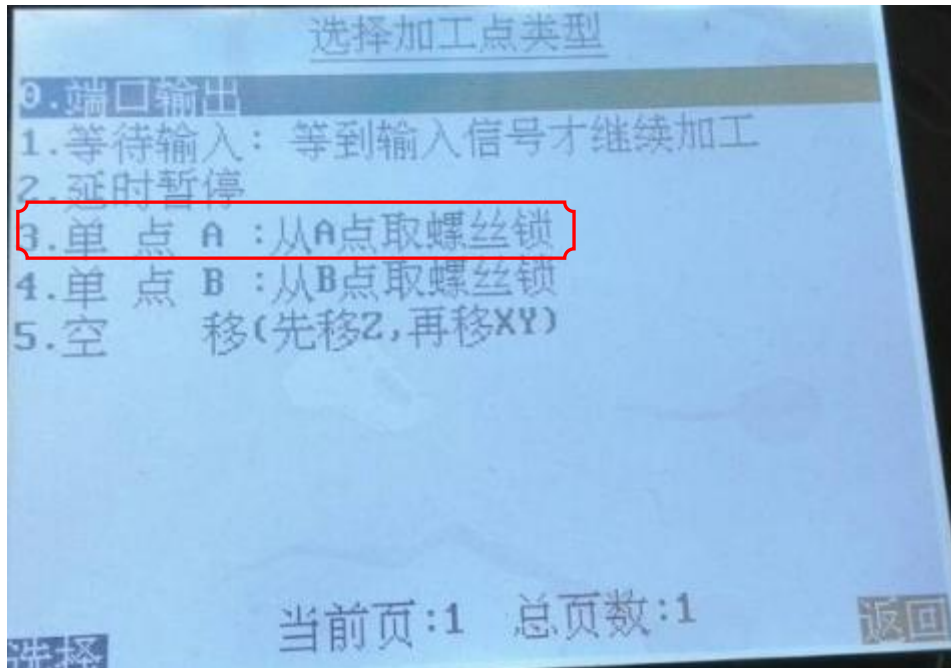 选择加工点类型
0.端口输出
1.等待输入: 等到输入信号才继续加工
2.延时暂停
3.单 点 A :从A点取螺丝锁
4.单 点 B :从B点取螺丝锁
5.空 移(先移Z,再移XY)
当前页:1 总页数:1
选择 返回